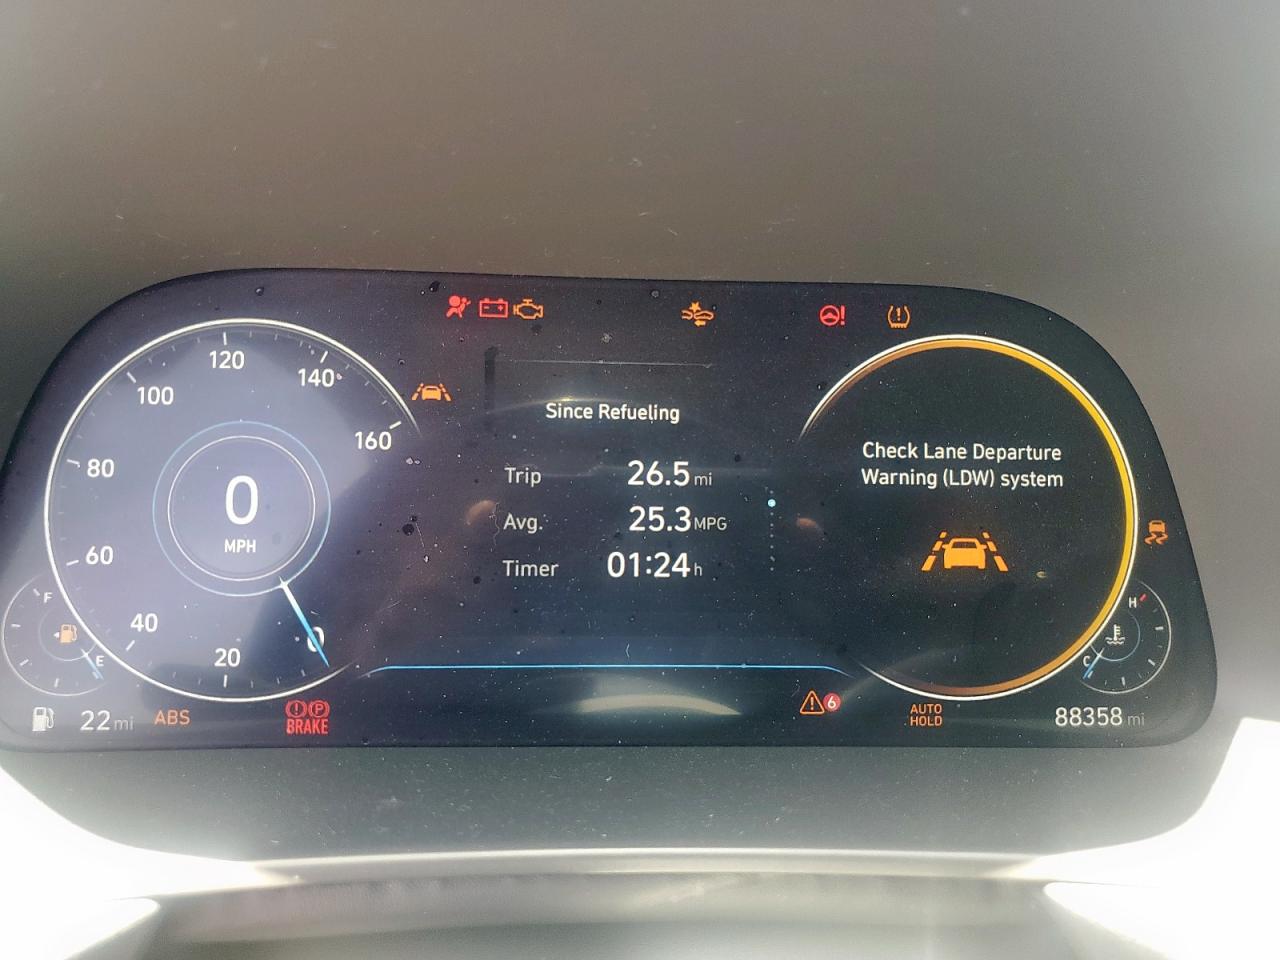 120
100
140
160
80
60
40
20
0
0
MPH
F
E
22 mi
ABS
BRAKE
P
Since Refueling
Trip 26.5 mi
Avg. 25.3 MPG
Timer 01:24 h
6
Check Lane Departure
Warning (LDW) system
H
C
AUTO
HOLD
88358 mi